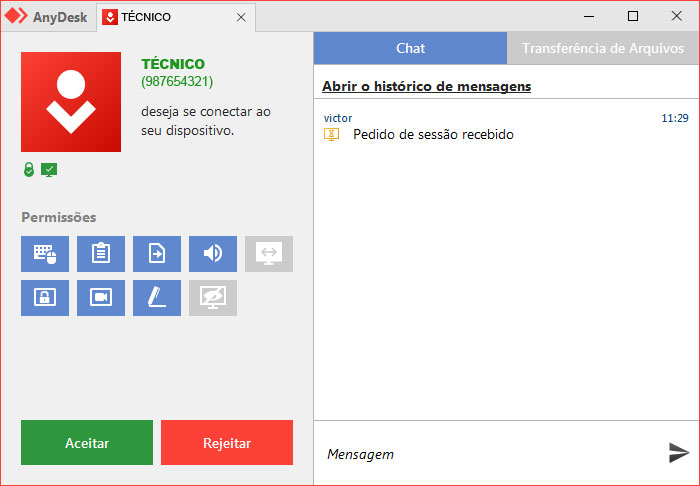 AnyDesk
TÉCNICO
TÉCNICO
(987654321)
deseja se conectar ao
seu dispositivo.
Permissões
Aceitar
Rejeitar
Chat
Transferência de Arquivos
Abrir o histórico de mensagens
victor
11:29
Pedido de sessão recebido
Mensagem